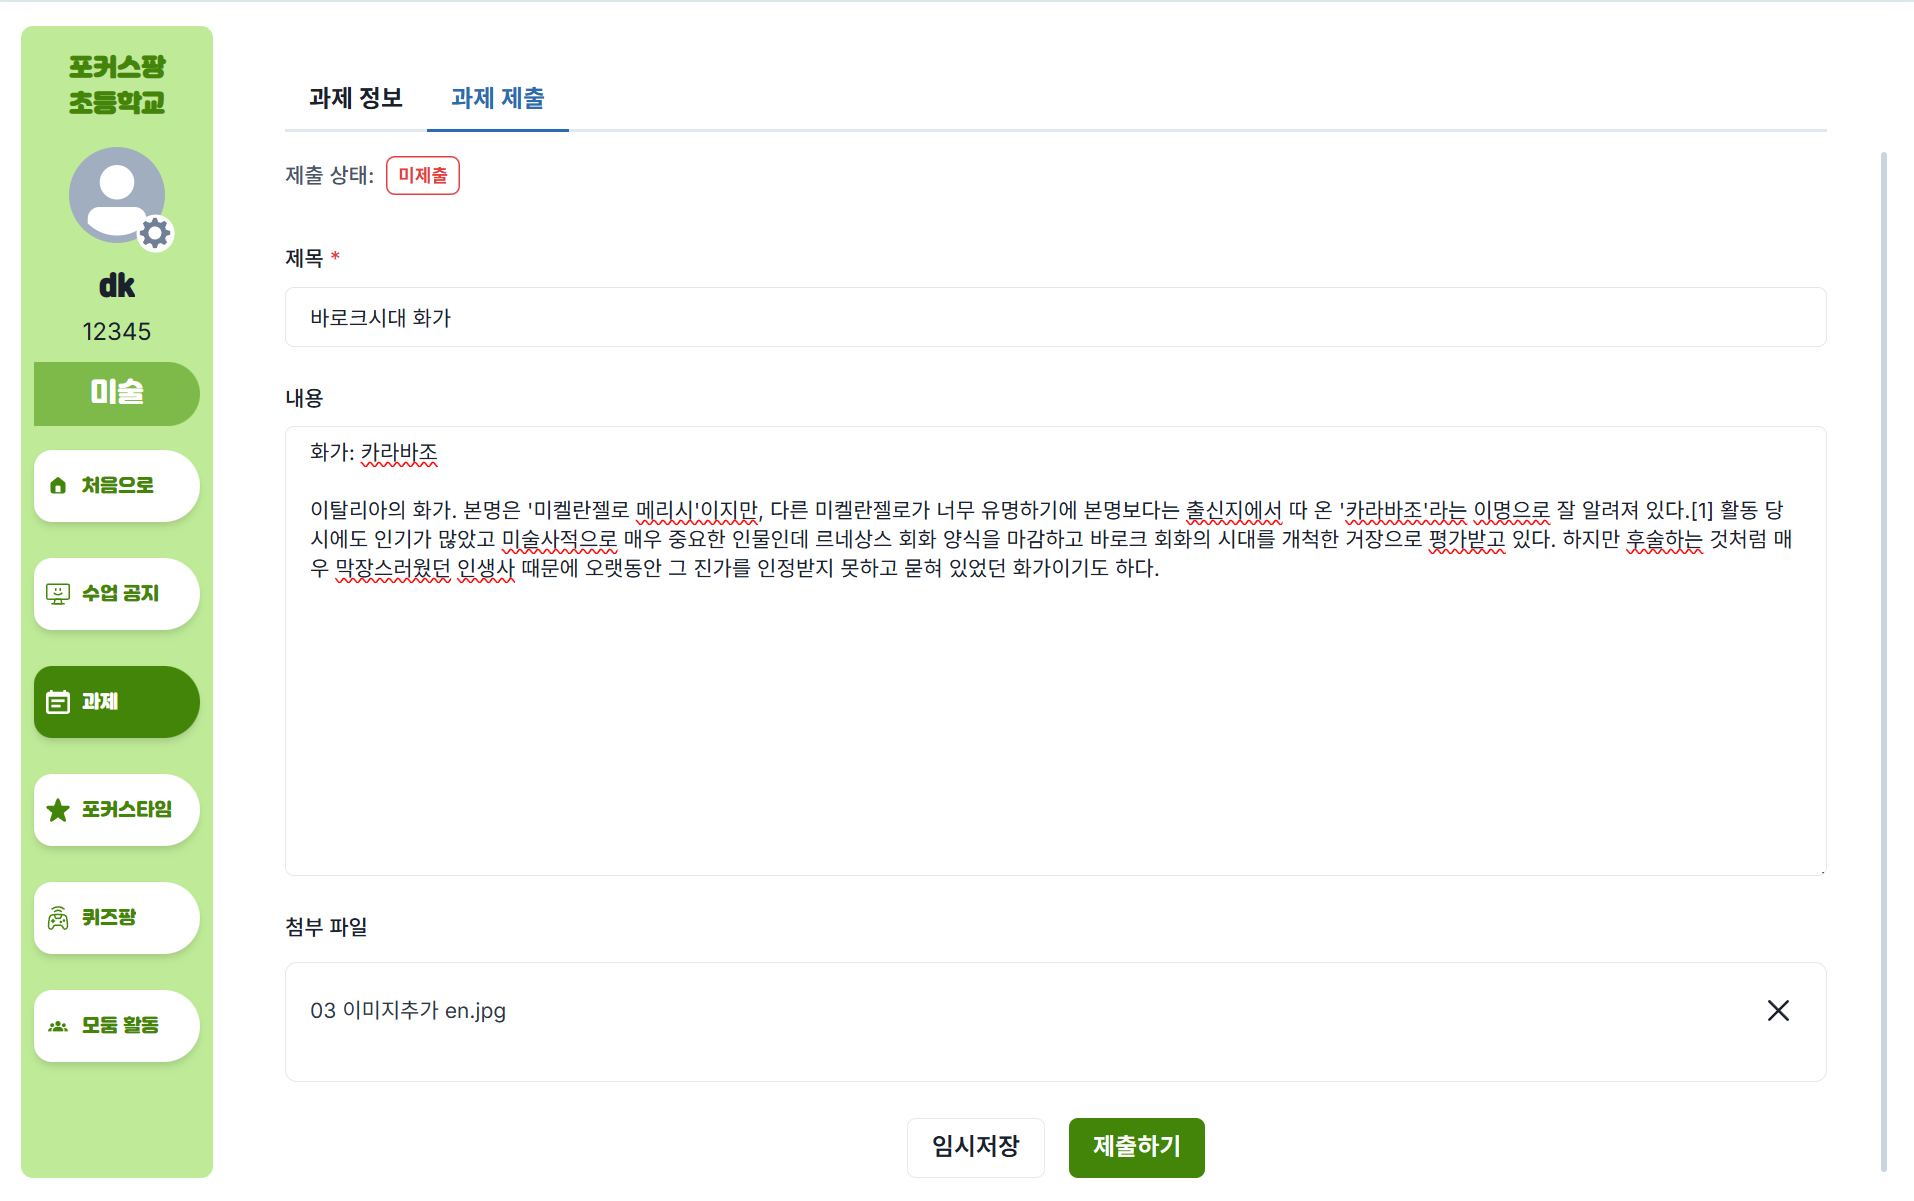 포커스팡
초등학교
dk
12345
미술
처음으로
수업 공지
과제
포커스타임
퀴즈팡
모둠 활동
과제 정보
과제 제출
제출 상태: 미제출
제목 *
바로크시대 화가
내용
화가: 카라바조
이탈리아의 화가. 본명은 '미켈란젤로 메리시'이지만, 다른 미켈란젤로가 너무 유명하기에 본명보다는 출신지에서 따 온 '카라바조'라는 이명으로 잘 알려져 있다.[1] 활동 당
시에도 인기가 많았고 미술사적으로 매우 중요한 인물인데 르네상스 회화 양식을 마감하고 바로크 회화의 시대를 개척한 거장으로 평가받고 있다. 하지만 후술하는 것처럼 매
우 막장스러웠던 인생사 때문에 오랫동안 그 진가를 인정받지 못하고 묻혀 있었던 화가이기도 하다.
첨부 파일
03 이미지추가 en.jpg
임시저장
제출하기